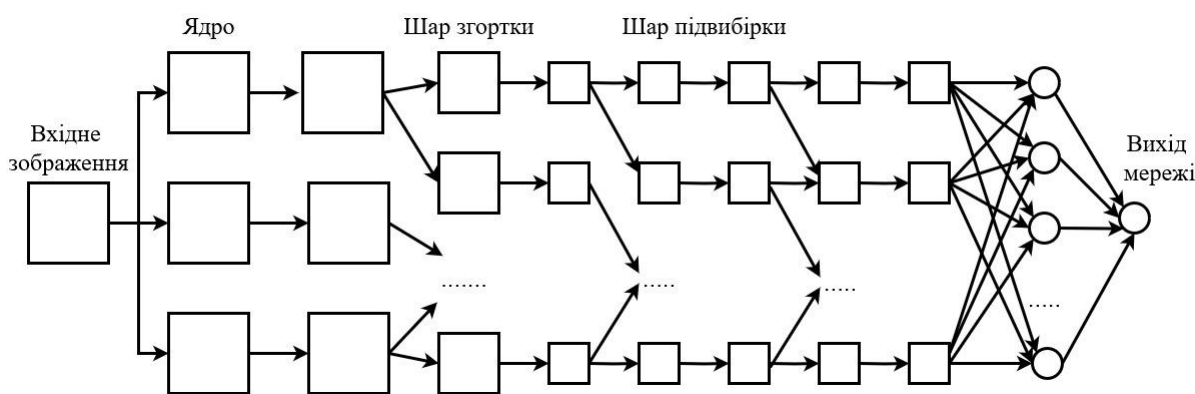 Ядро
Шар згортки
Шар підвибірки
Вхідне
зображення
Вихід
мережі
.......
.....
.....
.....